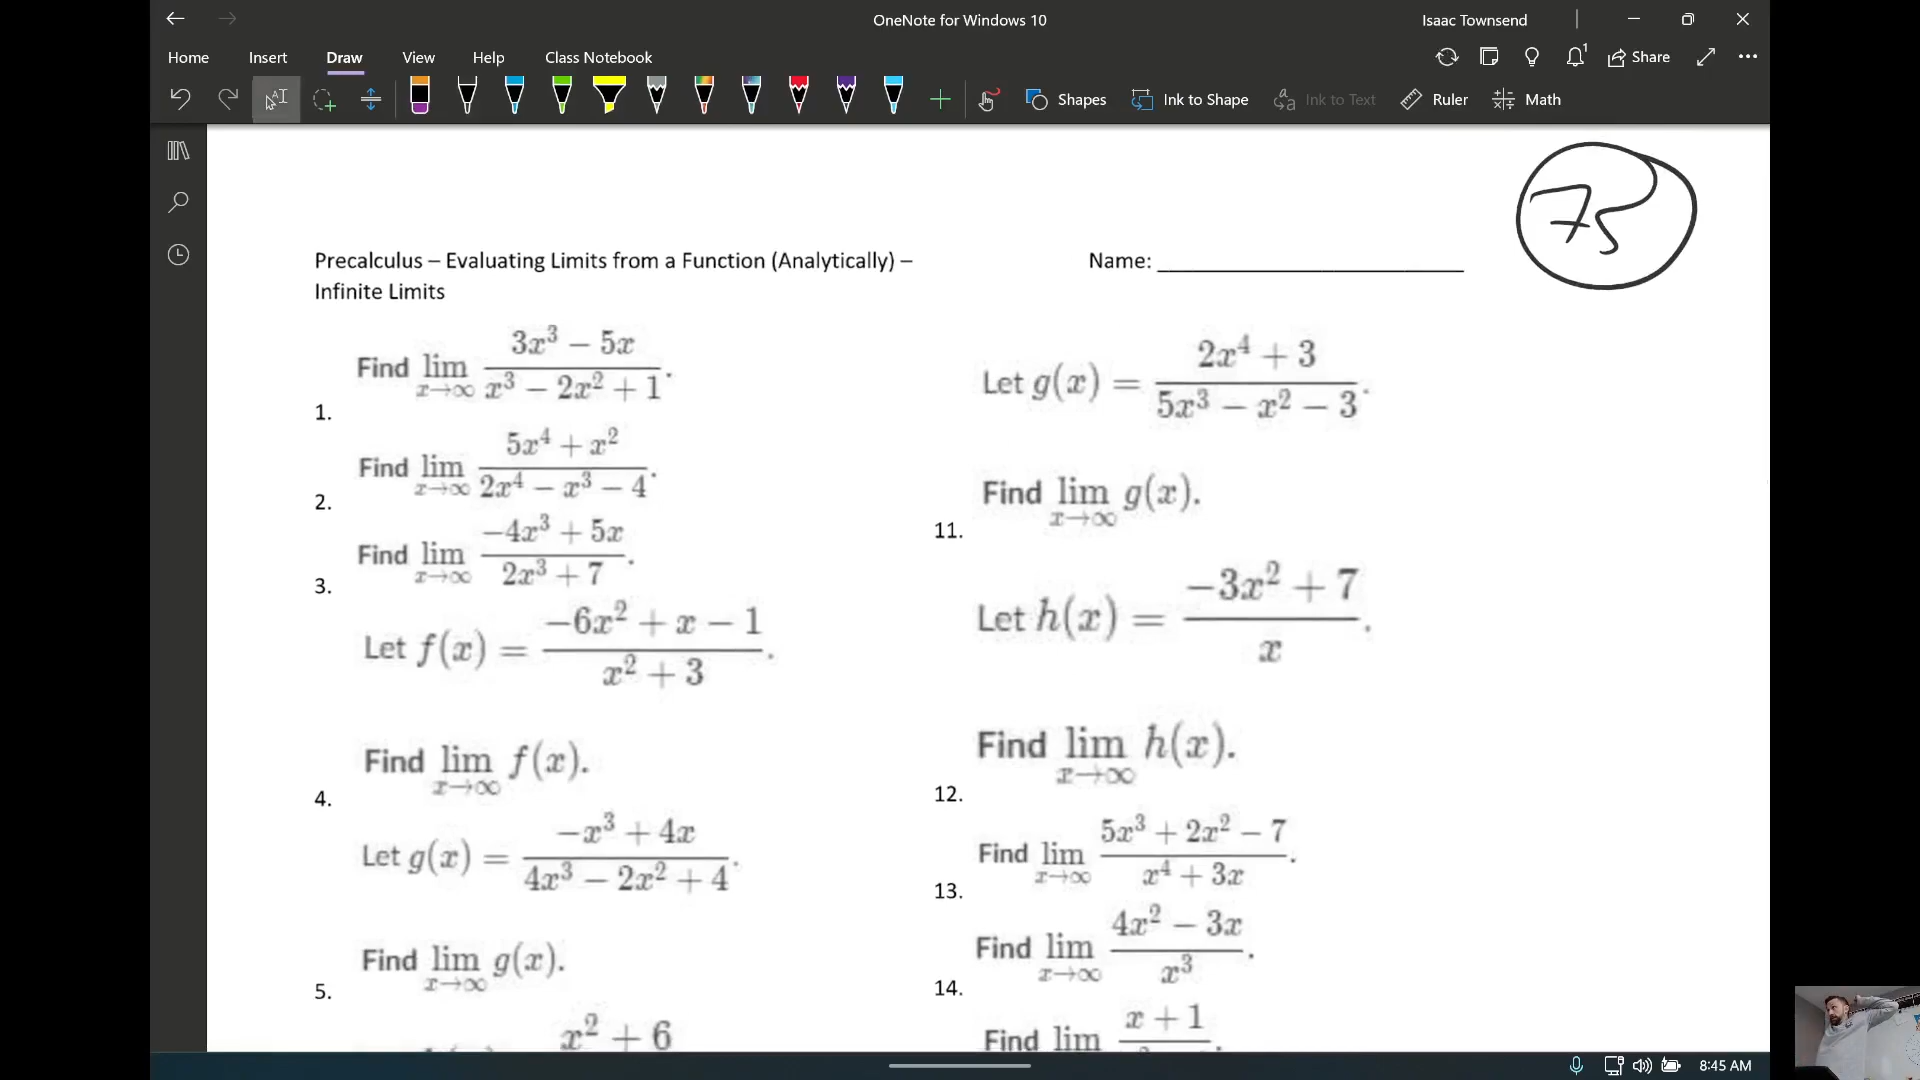 OneNote for Windows 10
Isaac Townsend
Home Insert Draw View Help Class Notebook
1
Share
Shapes Ink to Shape Ink to Text Ruler Math
75
Precalculus – Evaluating Limits from a Function (Analytically) –
Infinite Limits
Name: ____________________________
1. Find lim x→∞ (3x³ − 5x)/(x³ − 2x² + 1).
2. Find lim x→∞ (5x⁴ + x²)/(2x⁴ − x³ − 4).
3. Find lim x→∞ (−4x³ + 5x)/(2x³ + 7).
Let f(x) = (−6x² + x − 1)/(x² + 3).
4. Find lim x→∞ f(x).
Let g(x) = (−x³ + 4x)/(4x³ − 2x² + 4).
5. Find lim x→∞ g(x).
x² + 6
Let g(x) = (2x⁴ + 3)/(5x³ − x² − 3).
11. Find lim x→∞ g(x).
Let h(x) = (−3x² + 7)/x.
12. Find lim x→∞ h(x).
13. Find lim x→∞ (5x³ + 2x² − 7)/(x⁴ + 3x).
14. Find lim x→∞ (4x² − 3x)/x³.
Find lim x + 1
8:45 AM